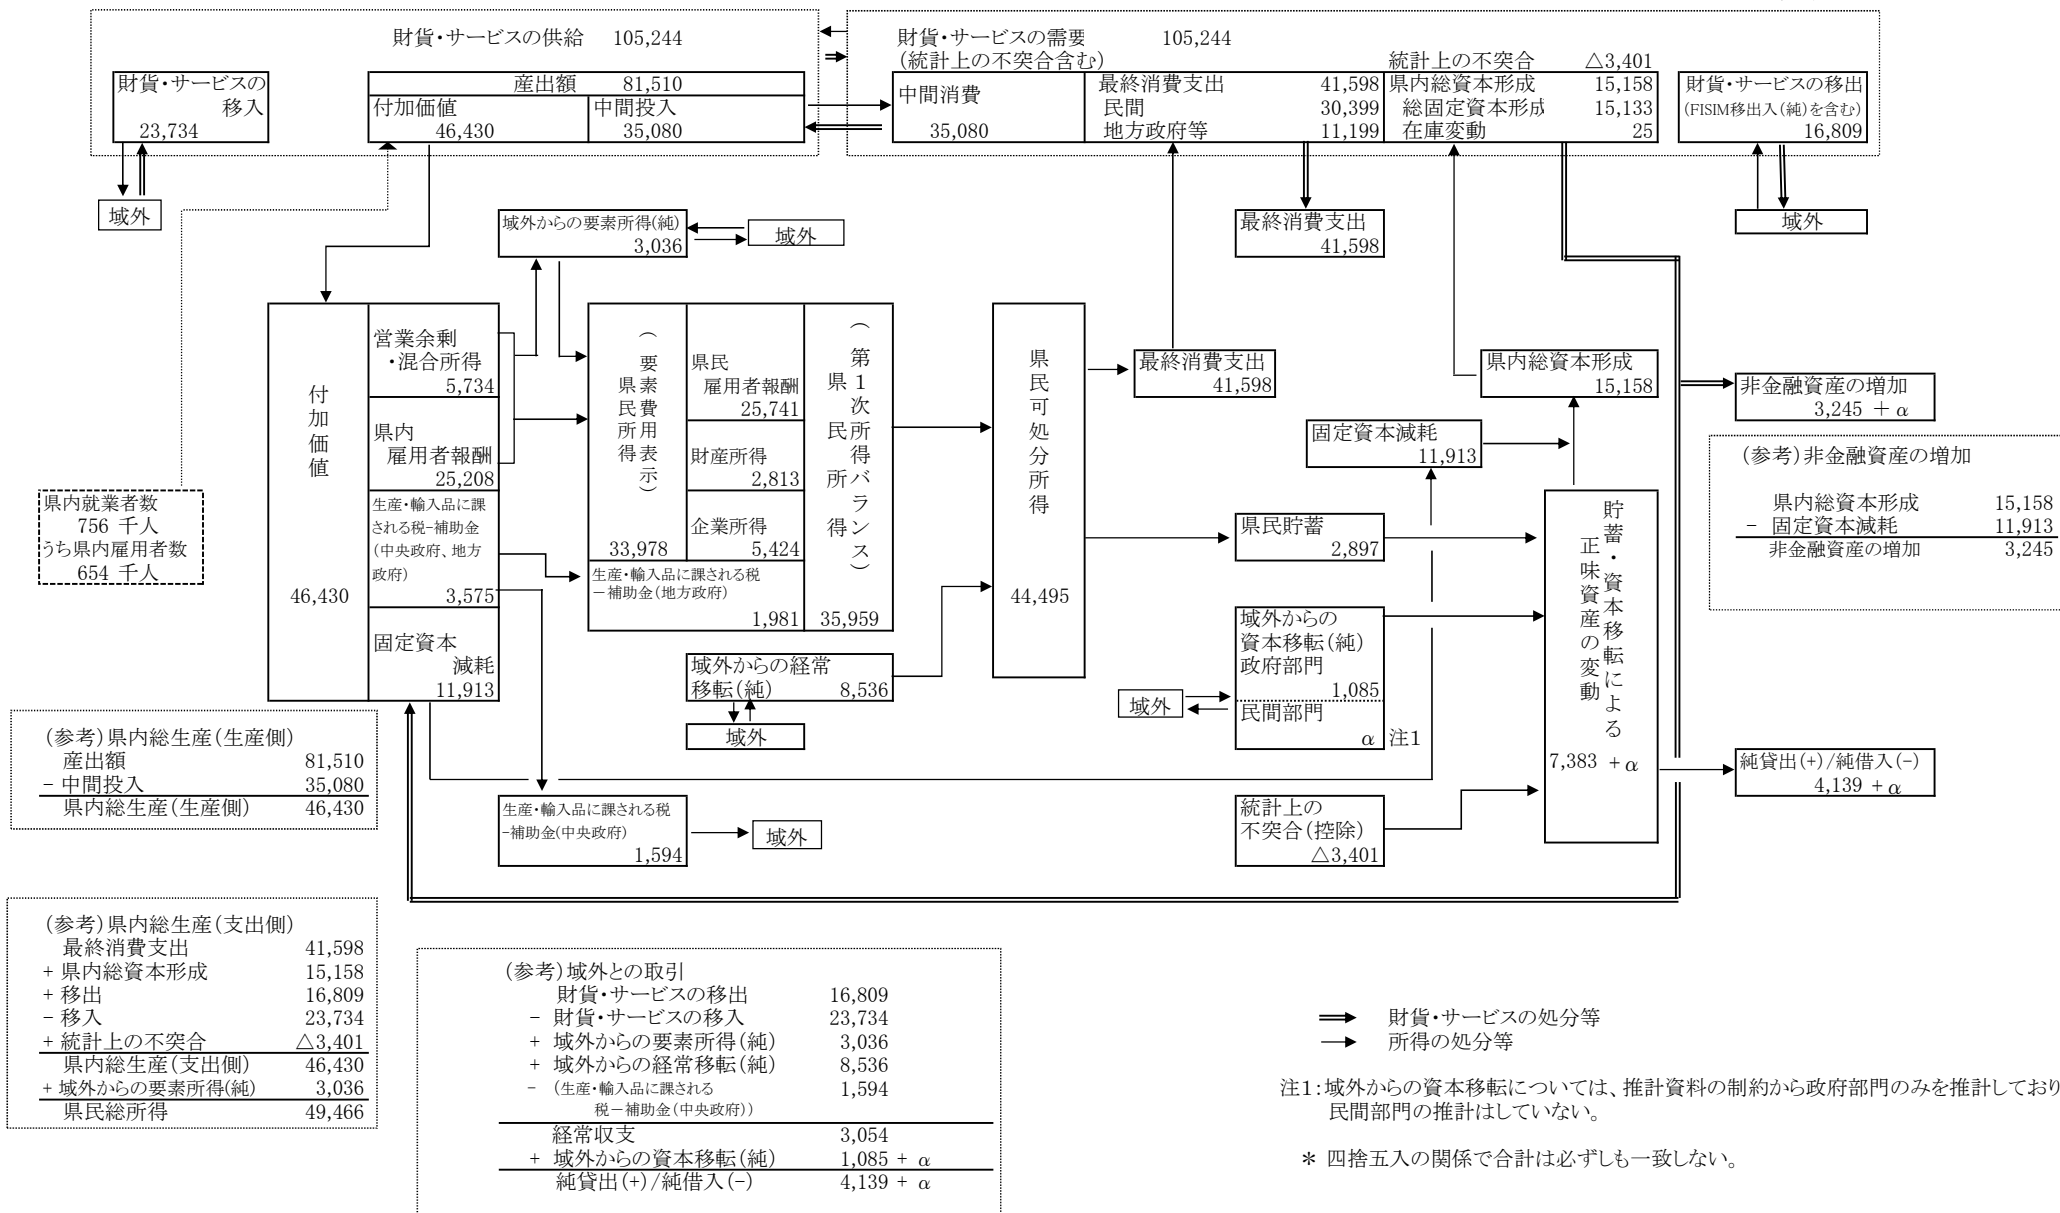 財貨・サービスの供給 105,244
財貨・サービスの
移入
23,734
産出額 81,510
付加価値
46,430
中間投入
35,080
財貨・サービスの需要 105,244
(統計上の不突合含む)
統計上の不突合 △3,401
中間消費
35,080
最終消費支出 41,598
民間 30,399
地方政府等 11,199
県内総資本形成 15,158
総固定資本形成 15,133
在庫変動 25
財貨・サービスの移出
(FISIM移出入(純)を含む)
16,809
域外
域外からの要素所得(純)
3,036
域外
最終消費支出
41,598
域外
付加価値
46,430
営業余剰
・混合所得
5,734
県内
雇用者報酬
25,208
生産・輸入品に課
される税-補助金
(中央政府、地方
政府)
3,575
固定資本
減耗
11,913
県民所得
(要素費用表示)
33,978
県民
雇用者報酬
25,741
財産所得
2,813
企業所得
5,424
生産・輸入品に課される税
-補助金(地方政府)
1,981
県民所得
(第1次所得バランス)
35,959
県民可処分所得
44,495
最終消費支出
41,598
県内総資本形成
15,158
非金融資産の増加
3,245 + α
固定資本減耗
11,913
(参考)非金融資産の増加
県内総資本形成 15,158
- 固定資本減耗 11,913
非金融資産の増加 3,245
県内就業者数
756 千人
うち県内雇用者数
654 千人
県民貯蓄
2,897
貯蓄・資本移転による
正味資産の変動
7,383 + α
域外からの
資本移転(純)
政府部門
1,085
民間部門
α 注1
域外
域外からの経常
移転(純) 8,536
域外
統計上の
不突合(控除)
△3,401
純貸出(+)/純借入(-)
4,139 + α
生産・輸入品に課される税
-補助金(中央政府)
1,594
域外
(参考)県内総生産(生産側)
産出額 81,510
- 中間投入 35,080
県内総生産(生産側) 46,430
(参考)県内総生産(支出側)
最終消費支出 41,598
+ 県内総資本形成 15,158
+ 移出 16,809
- 移入 23,734
+ 統計上の不突合 △3,401
県内総生産(支出側) 46,430
+ 域外からの要素所得(純) 3,036
県民総所得 49,466
(参考)域外との取引
財貨・サービスの移出 16,809
- 財貨・サービスの移入 23,734
+ 域外からの要素所得(純) 3,036
+ 域外からの経常移転(純) 8,536
- (生産・輸入品に課される 1,594
税-補助金(中央政府))
経常収支 3,054
+ 域外からの資本移転(純) 1,085 + α
純貸出(+)/純借入(-) 4,139 + α
財貨・サービスの処分等
所得の処分等
注1:域外からの資本移転については、推計資料の制約から政府部門のみを推計しており
民間部門の推計はしていない。
* 四捨五入の関係で合計は必ずしも一致しない。